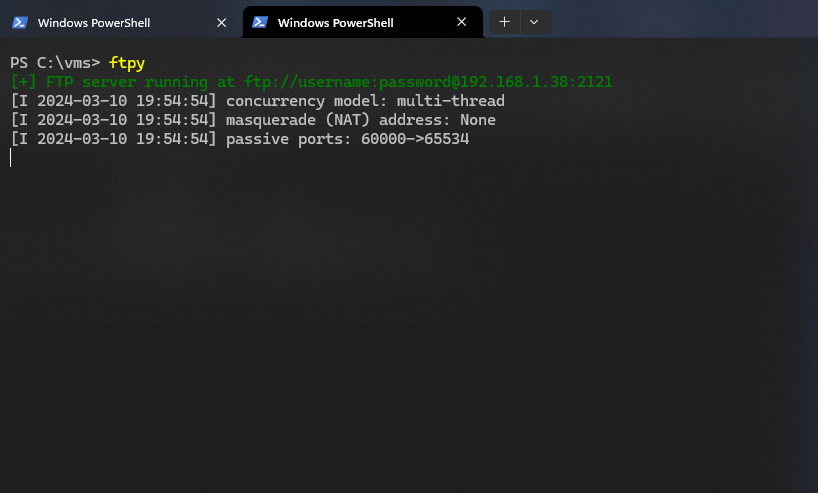 Windows PowerShell
Windows PowerShell
PS C:\vms> ftpy
[+] FTP server running at ftp://username:password@192.168.1.38:2121
[I 2024-03-10 19:54:54] concurrency model: multi-thread
[I 2024-03-10 19:54:54] masquerade (NAT) address: None
[I 2024-03-10 19:54:54] passive ports: 60000->65534